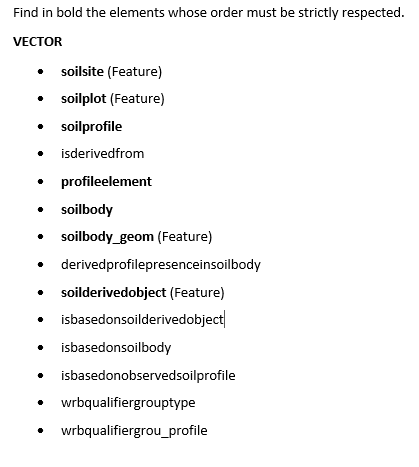 Find in bold the elements whose order must be strictly respected.
VECTOR
• soilsite (Feature)
• soilplot (Feature)
• soilprofile
• isderivedfrom
• profileelement
• soilbody
• soilbody_geom (Feature)
• derivedprofilepresenceinsoilbody
• soilderivedobject (Feature)
• isbasedonsoilderivedobject
• isbasedonsoilbody
• isbasedonobservedsoilprofile
• wrbqualifiergrouptype
• wrbqualifiergrou_profile